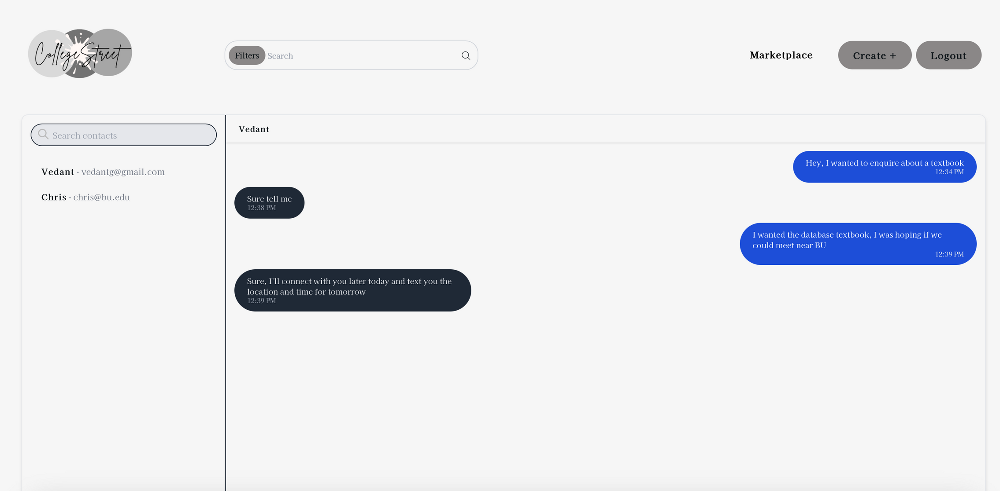 CollegeStreet
Filters Search
Marketplace
Create +
Logout
Search contacts
Vedant · vedantg@gmail.com
Chris · chris@bu.edu
Vedant
Hey, I wanted to enquire about a textbook
12:34 PM
Sure tell me
12:38 PM
I wanted the database textbook, I was hoping if we
could meet near BU
12:39 PM
Sure, I'll connect with you later today and text you the
location and time for tomorrow
12:39 PM